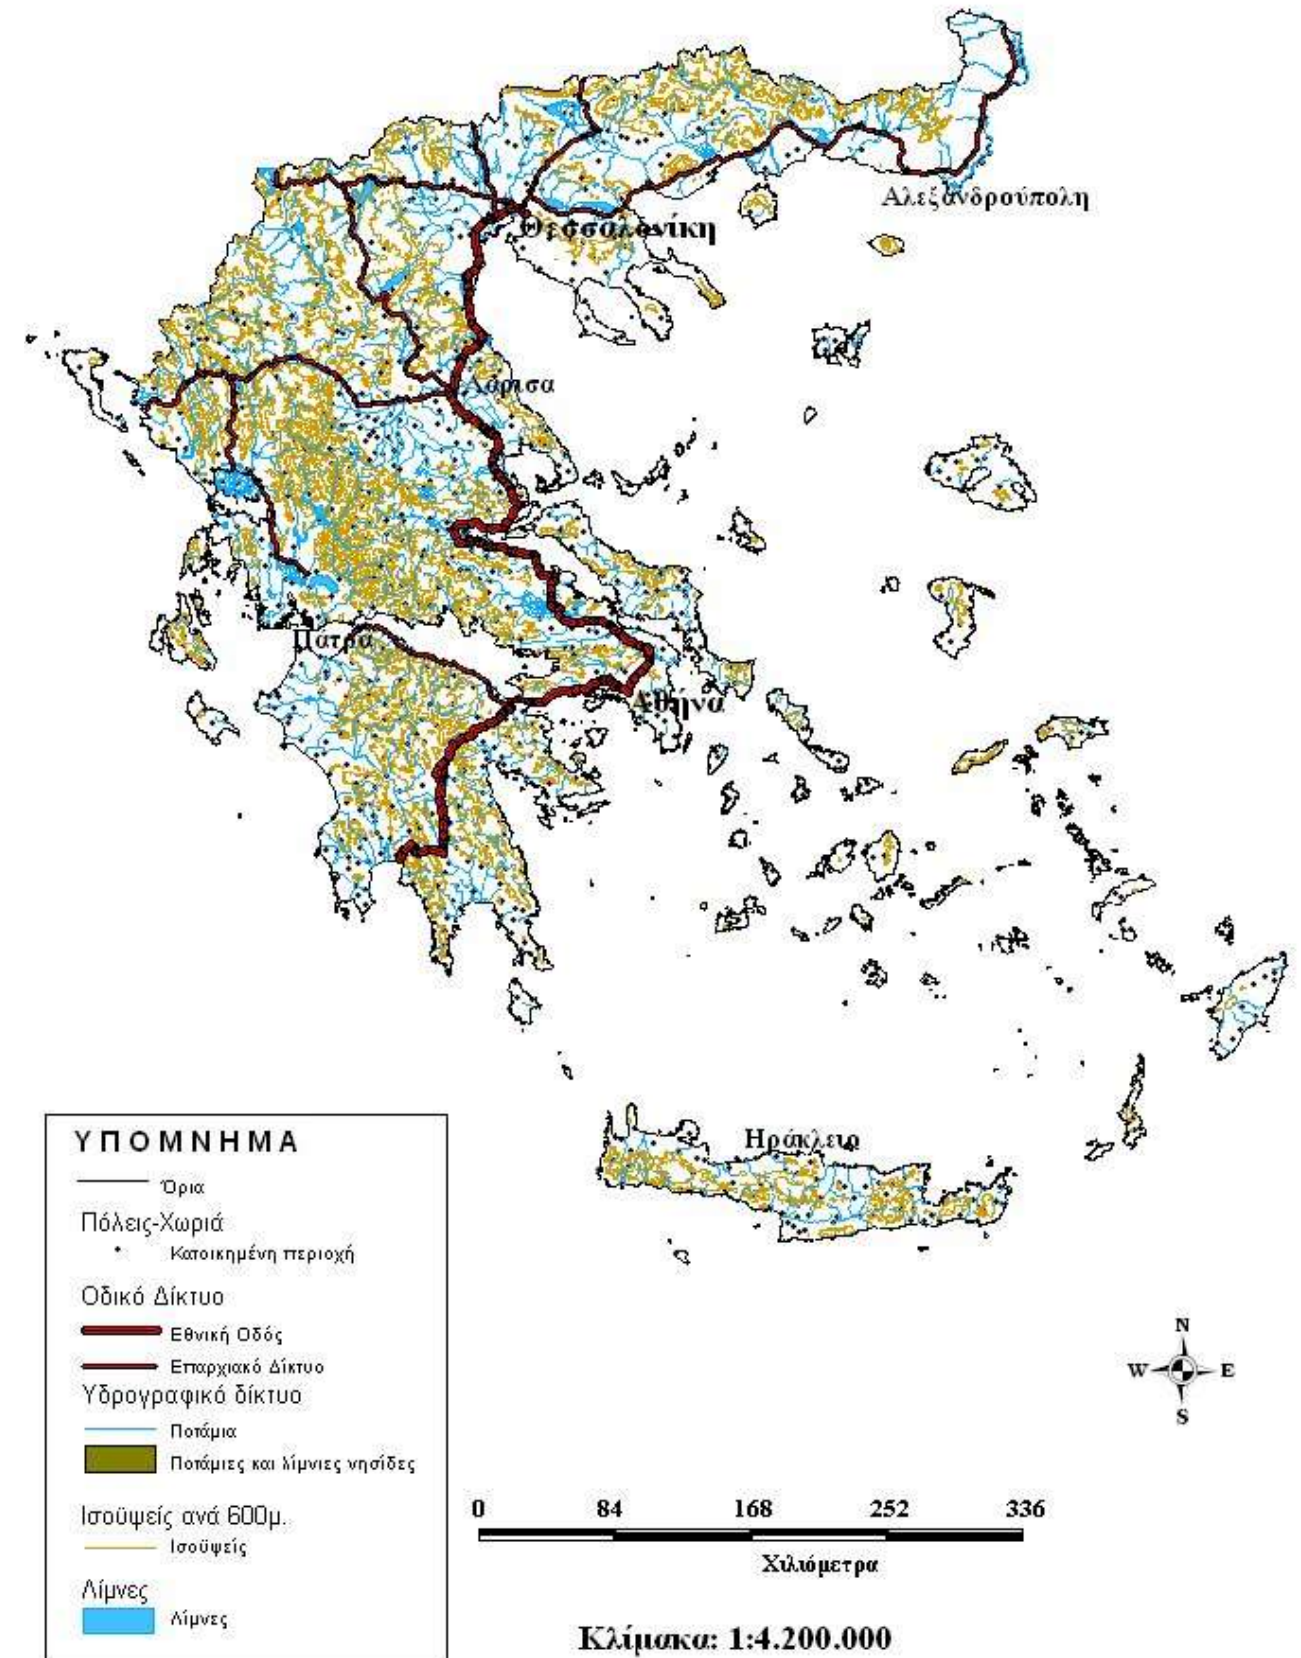 Αλεξανδρούπολη
Θεσσαλονίκη
Λάρισα
Πάτρα
Αθήνα
Ηράκλειο
ΥΠΟΜΝΗΜΑ
Όρια
Πόλεις-Χωριά
Κατοικημένη περιοχή
Οδικό Δίκτυο
Εθνική Οδός
Επαρχιακό Δίκτυο
Υδρογραφικό δίκτυο
Ποτάμια
Ποτάμιες και λίμνιες νησίδες
Ισοϋψείς ανά 600μ.
Ισοϋψείς
Λίμνες
Λίμνες
N
W E
S
0 84 168 252 336
Χιλιόμετρα
Κλίμακα: 1:4.200.000